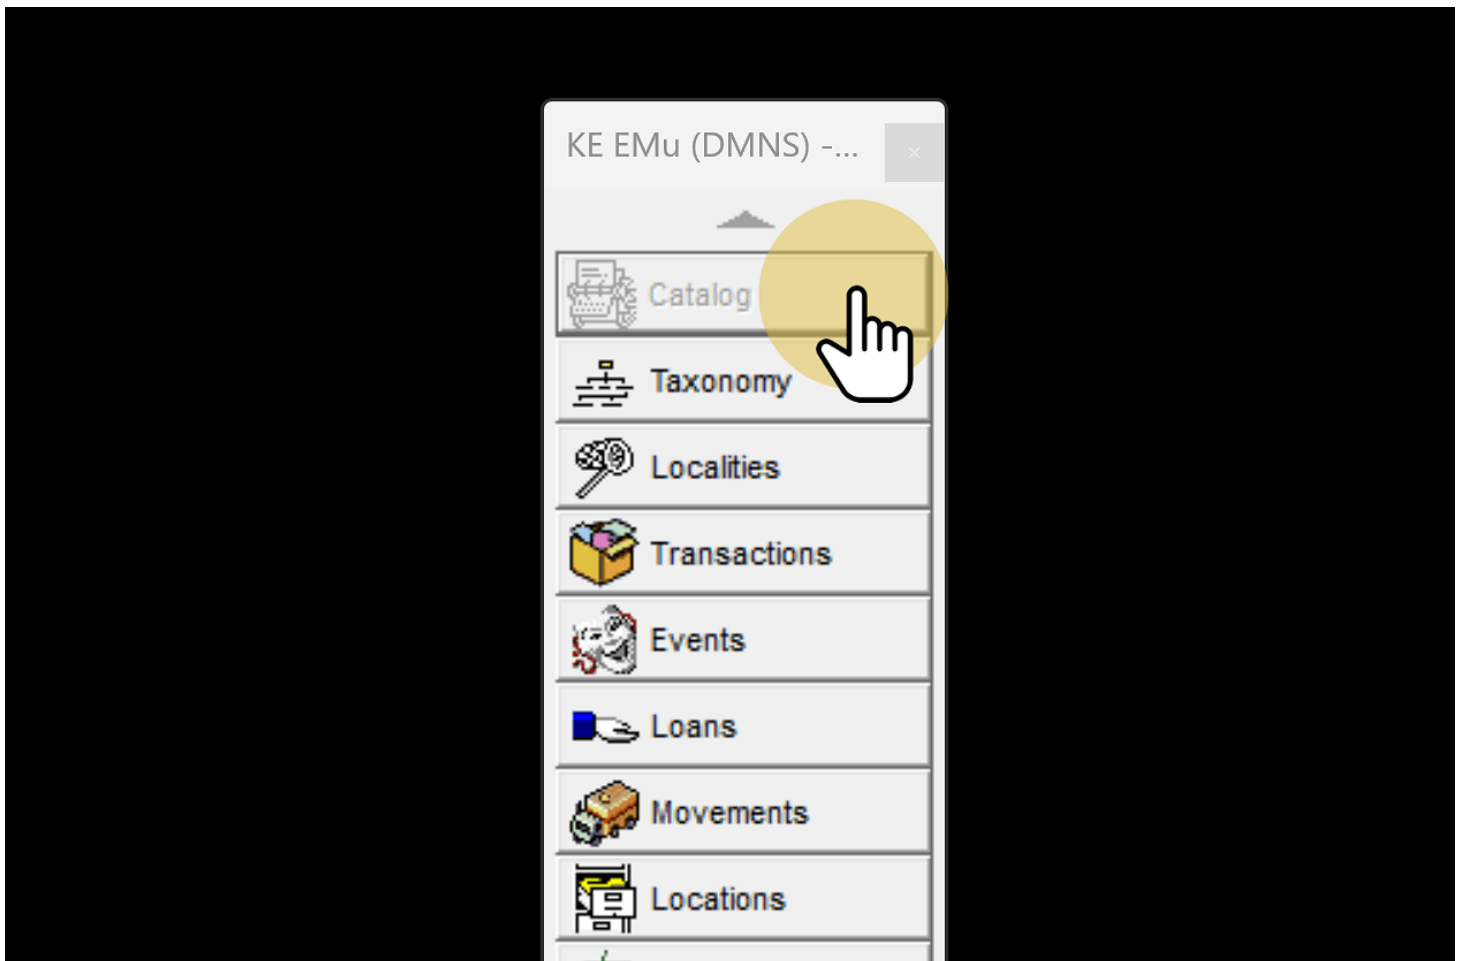 KE EMu (DMNS) -...
Catalog
Taxonomy
Localities
Transactions
Events
Loans
Movements
Locations